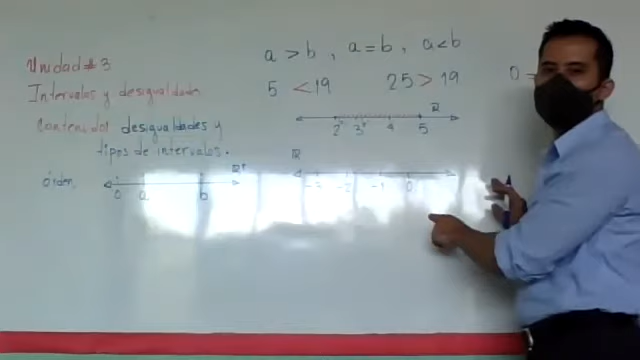 Unidad #3
Intervalos y desigualdades
Contenido: desigualdades y
tipos de intervalos.
a > b , a = b , a < b
5 < 19 25 > 19
0 =
R
2 3 4 5
Orden, 0 a b
R
-3 -2 -1 0